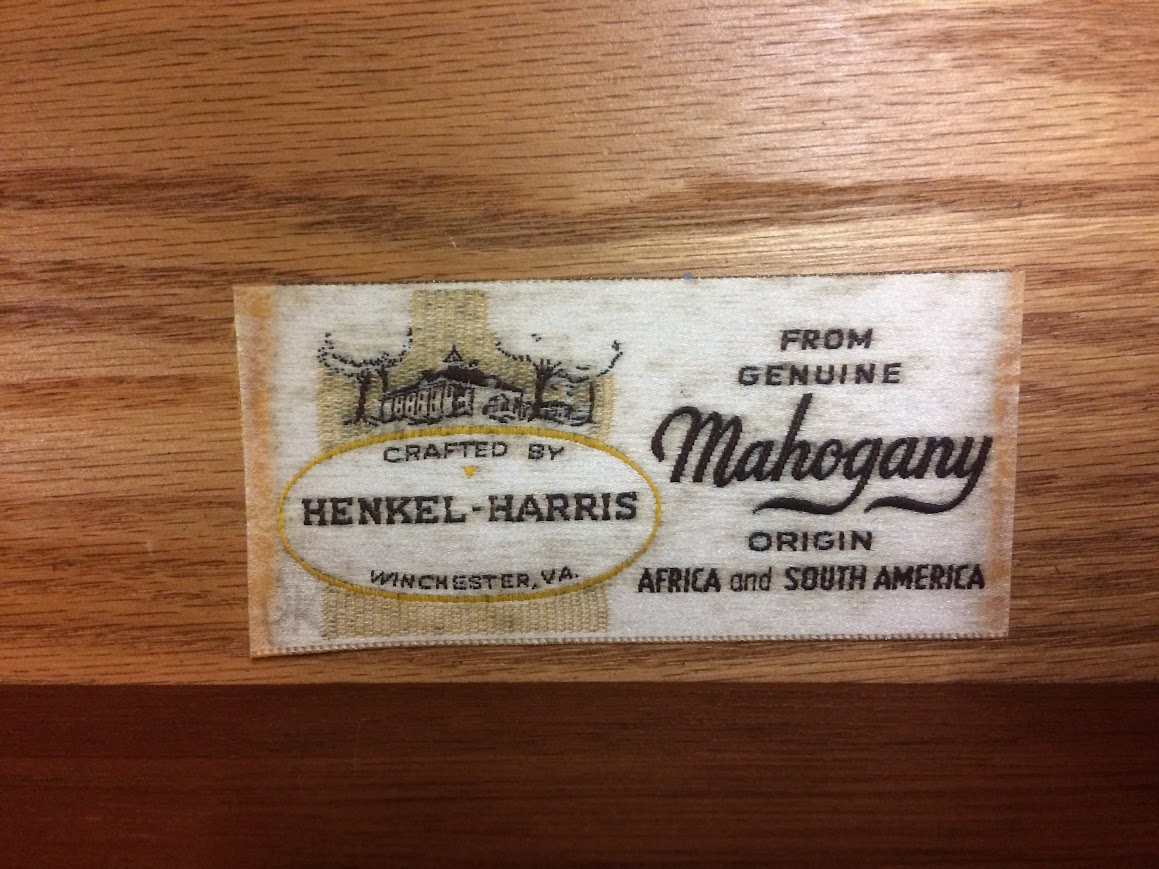 CRAFTED BY
HENKEL-HARRIS
WINCHESTER, VA.
FROM
GENUINE
Mahogany
ORIGIN
AFRICA and SOUTH AMERICA